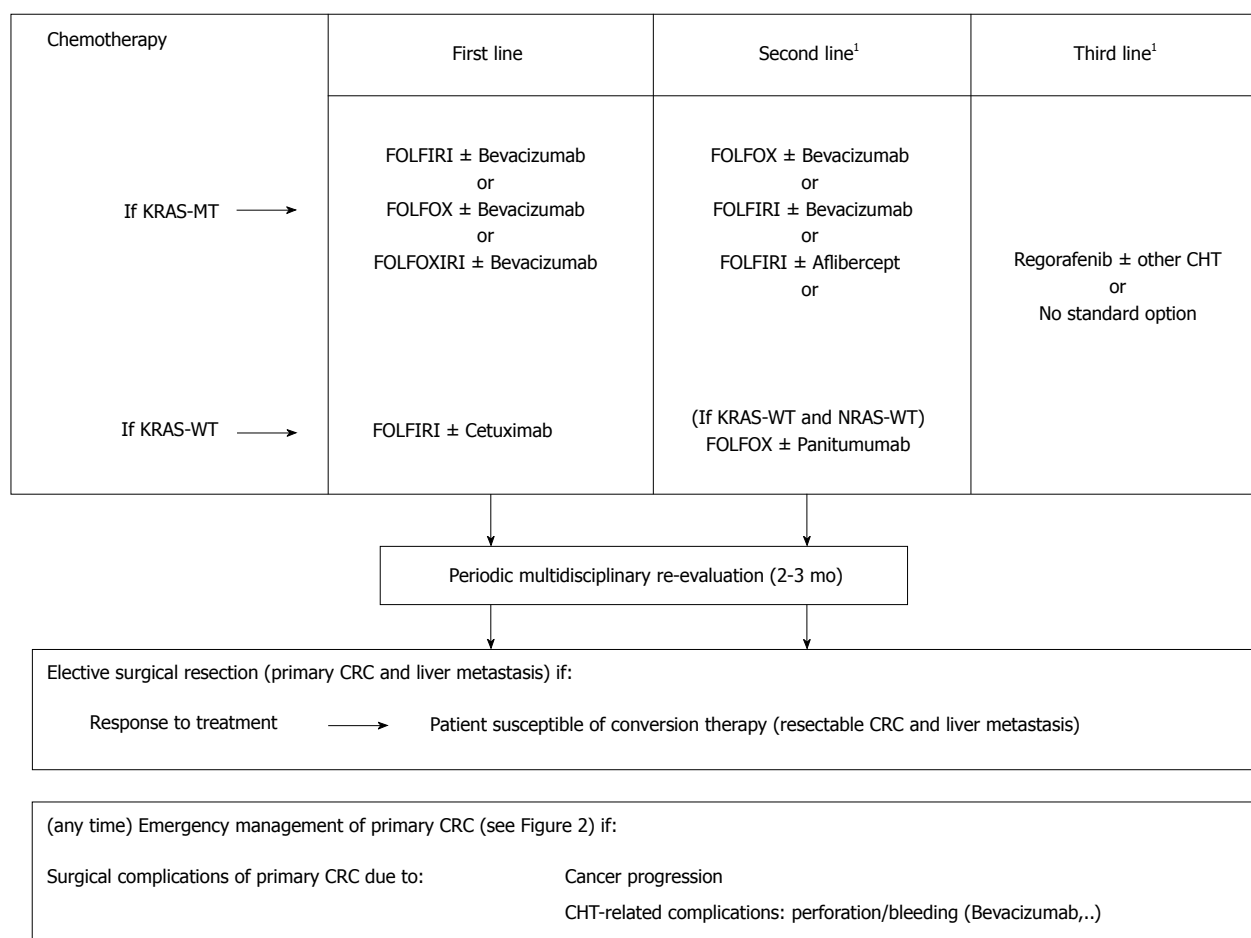 Chemotherapy
First line
Second line¹
Third line¹
If KRAS-MT
FOLFIRI ± Bevacizumab
or
FOLFOX ± Bevacizumab
or
FOLFOXIRI ± Bevacizumab
FOLFOX ± Bevacizumab
or
FOLFIRI ± Bevacizumab
or
FOLFIRI ± Aflibercept
or
Regorafenib ± other CHT
or
No standard option
If KRAS-WT
FOLFIRI ± Cetuximab
(If KRAS-WT and NRAS-WT)
FOLFOX ± Panitumumab
Periodic multidisciplinary re-evaluation (2-3 mo)
Elective surgical resection (primary CRC and liver metastasis) if:
Response to treatment
Patient susceptible of conversion therapy (resectable CRC and liver metastasis)
(any time) Emergency management of primary CRC (see Figure 2) if:
Surgical complications of primary CRC due to:
Cancer progression
CHT-related complications: perforation/bleeding (Bevacizumab,..)